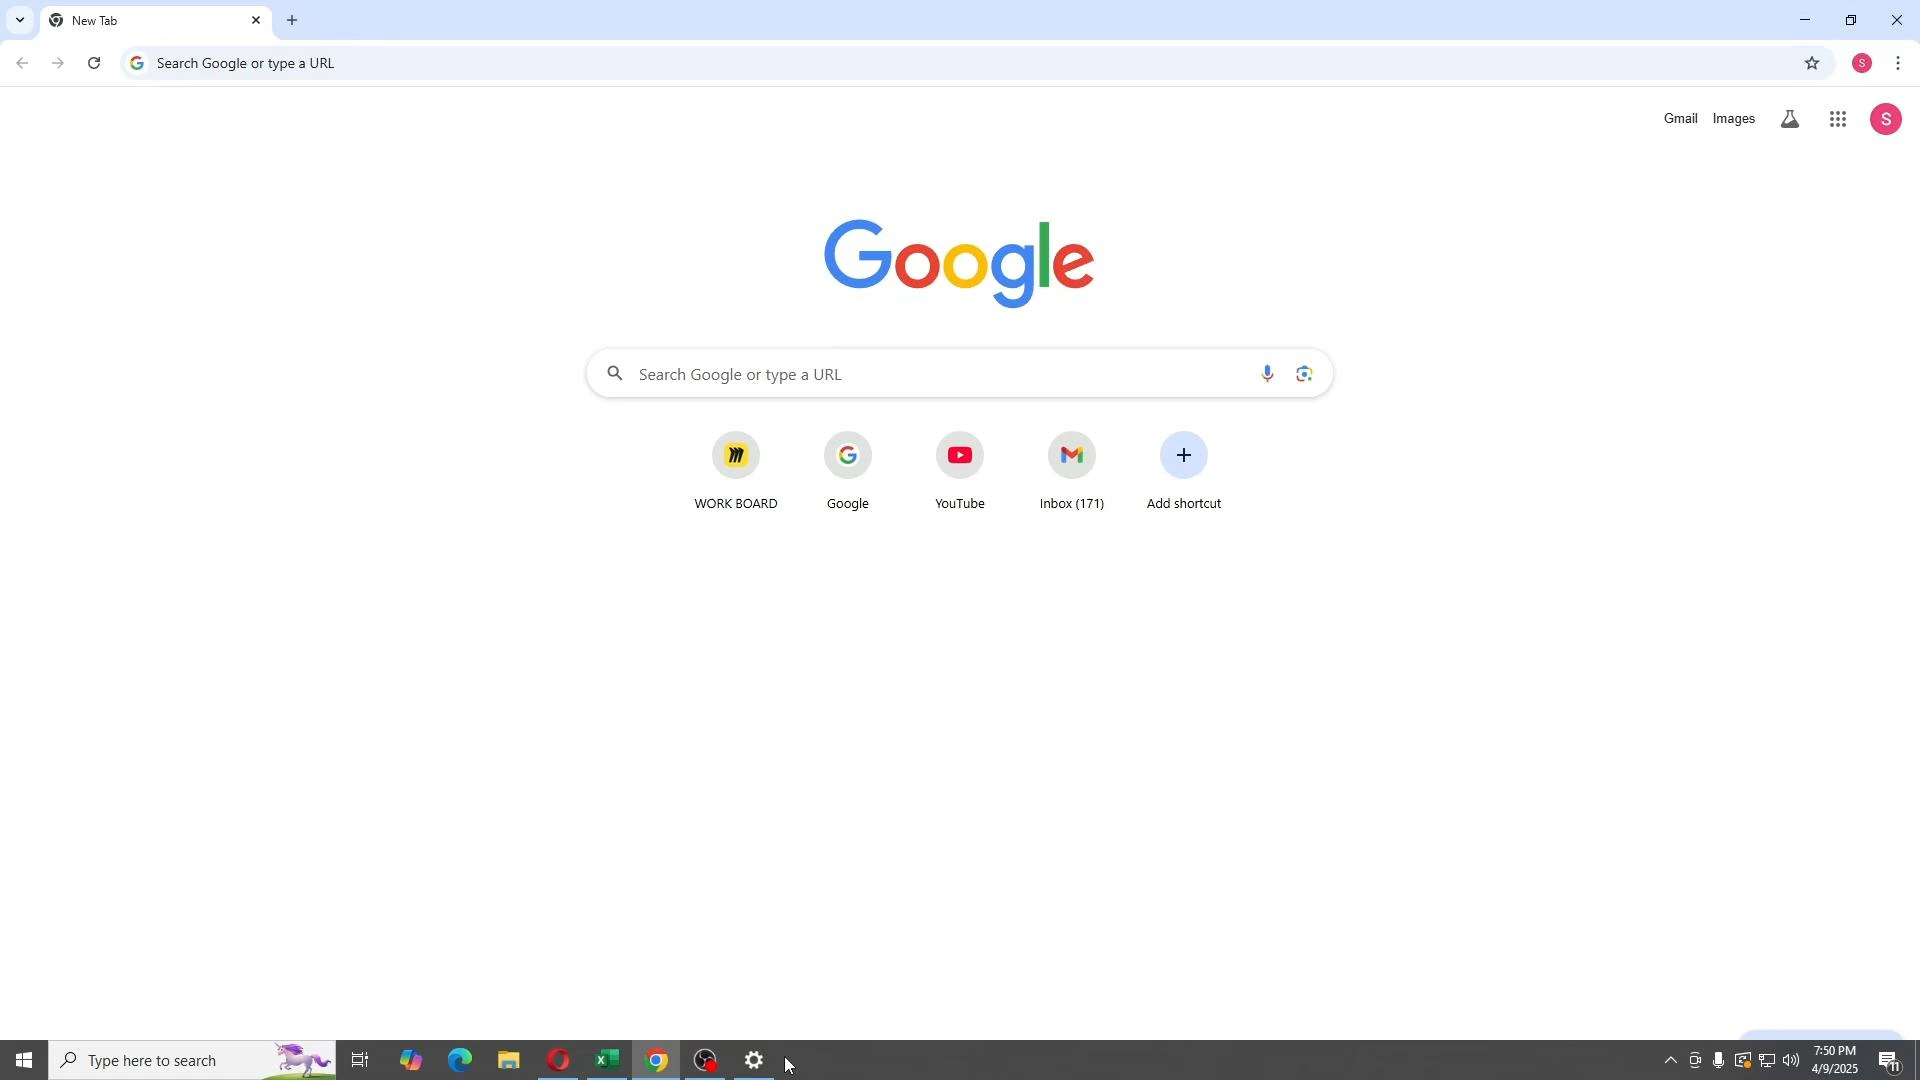 New Tab
Search Google or type a URL
S
Gmail Images
S
Google
Search Google or type a URL
WORK BOARD
Google
YouTube
Inbox (171)
Add shortcut
Type here to search
7:50 PM
4/9/2025
11